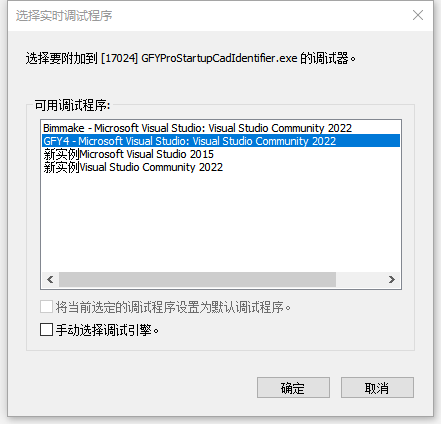 选择实时调试程序
选择要附加到 [17024] GFYProStartupCadIdentifier.exe 的调试器。
可用调试程序:
Bimmake - Microsoft Visual Studio: Visual Studio Community 2022
GFY4 - Microsoft Visual Studio: Visual Studio Community 2022
新实例Microsoft Visual Studio 2015
新实例Visual Studio Community 2022
将当前选定的调试程序设置为默认调试程序。
手动选择调试引擎。
确定
取消